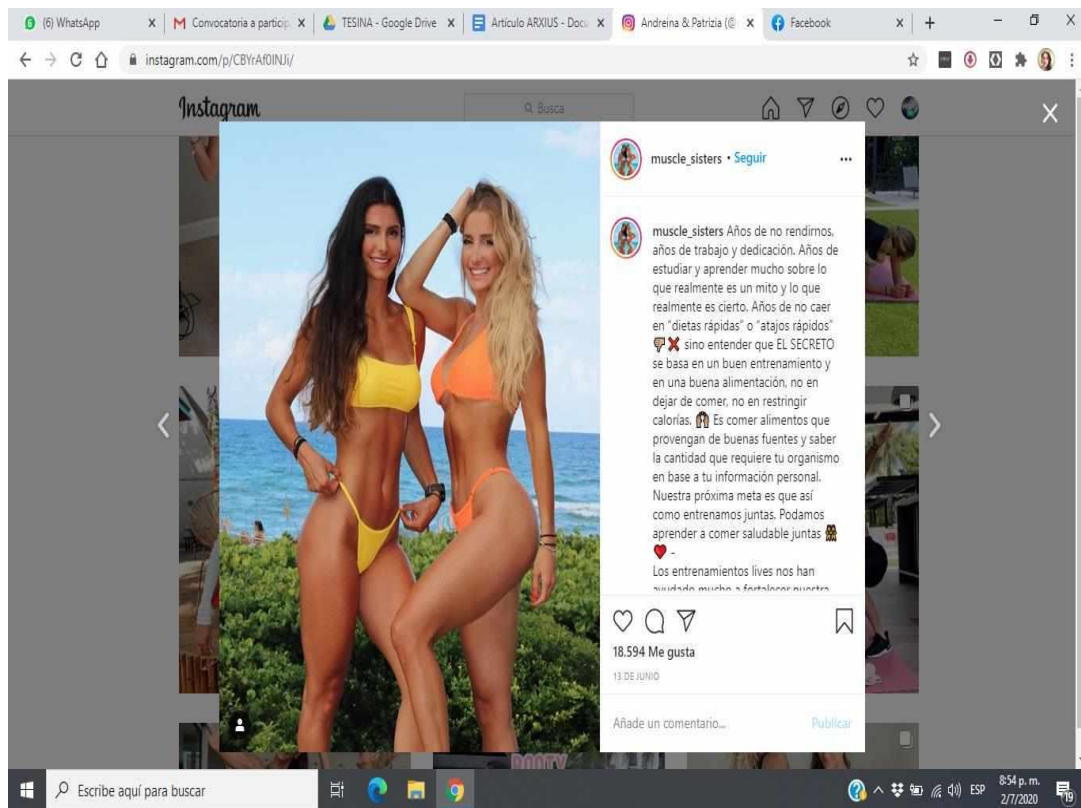 (6) WhatsApp
Convocatoria a particip
TESINA - Google Drive
Artículo ARXIUS - Docu
Andreina & Patrizia (@
Facebook
instagram.com/p/CBYrAf0INJi/
Instagram
Busca
muscle_sisters • Seguir
muscle_sisters Años de no rendirnos,
años de trabajo y dedicación. Años de
estudiar y aprender mucho sobre lo
que realmente es un mito y lo que
realmente es cierto. Años de no caer
en “dietas rápidas” o “atajos rápidos”
👎🏼❌ sino entender que EL SECRETO
se basa en un buen entrenamiento y
en una buena alimentación, no en
dejar de comer, no en restringir
calorías. 🙌🏼 Es comer alimentos que
provengan de buenas fuentes y saber
la cantidad que requiere tu organismo
en base a tu información personal.
Nuestra próxima meta es que así
como entrenamos juntas. Podamos
aprender a comer saludable juntas 👯
❤️ -
Los entrenamientos lives nos han
ayudado mucho a fortalecer nuestra
18.594 Me gusta
13 DE JUNIO
Añade un comentario...
Publicar
BOOTY
Escribe aquí para buscar
ESP
8:54 p. m.
2/7/2020
19